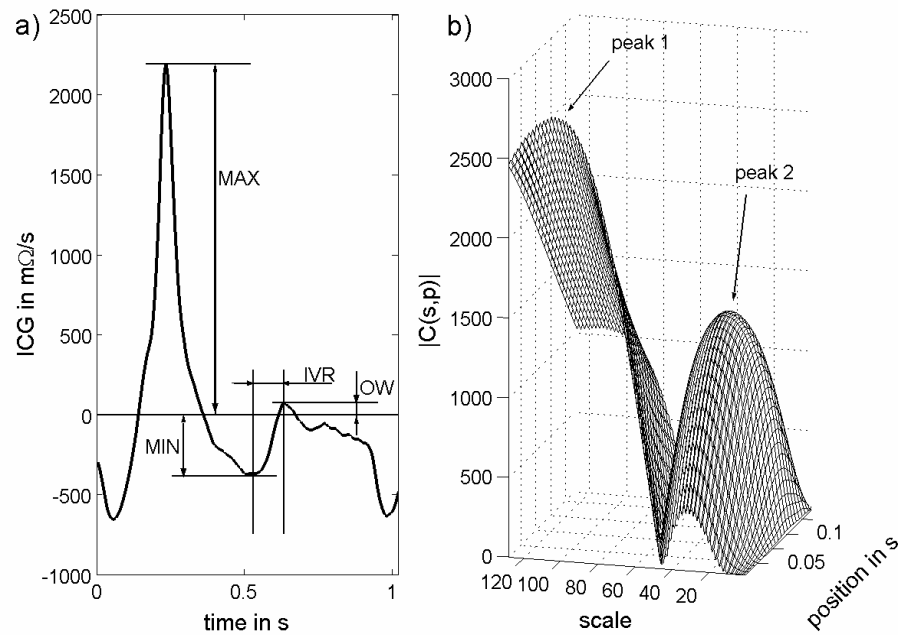 a)
2500
2000
1500
1000
500
0
-500
-1000
ICG in mΩ/s
MAX
MIN
IVR
OW
0
0.5
1
time in s
b)
peak 1
peak 2
3000
2500
2000
1500
1000
500
0
|C(s,p)|
120 100 80 60 40 20
scale
0.1
0.05
position in s